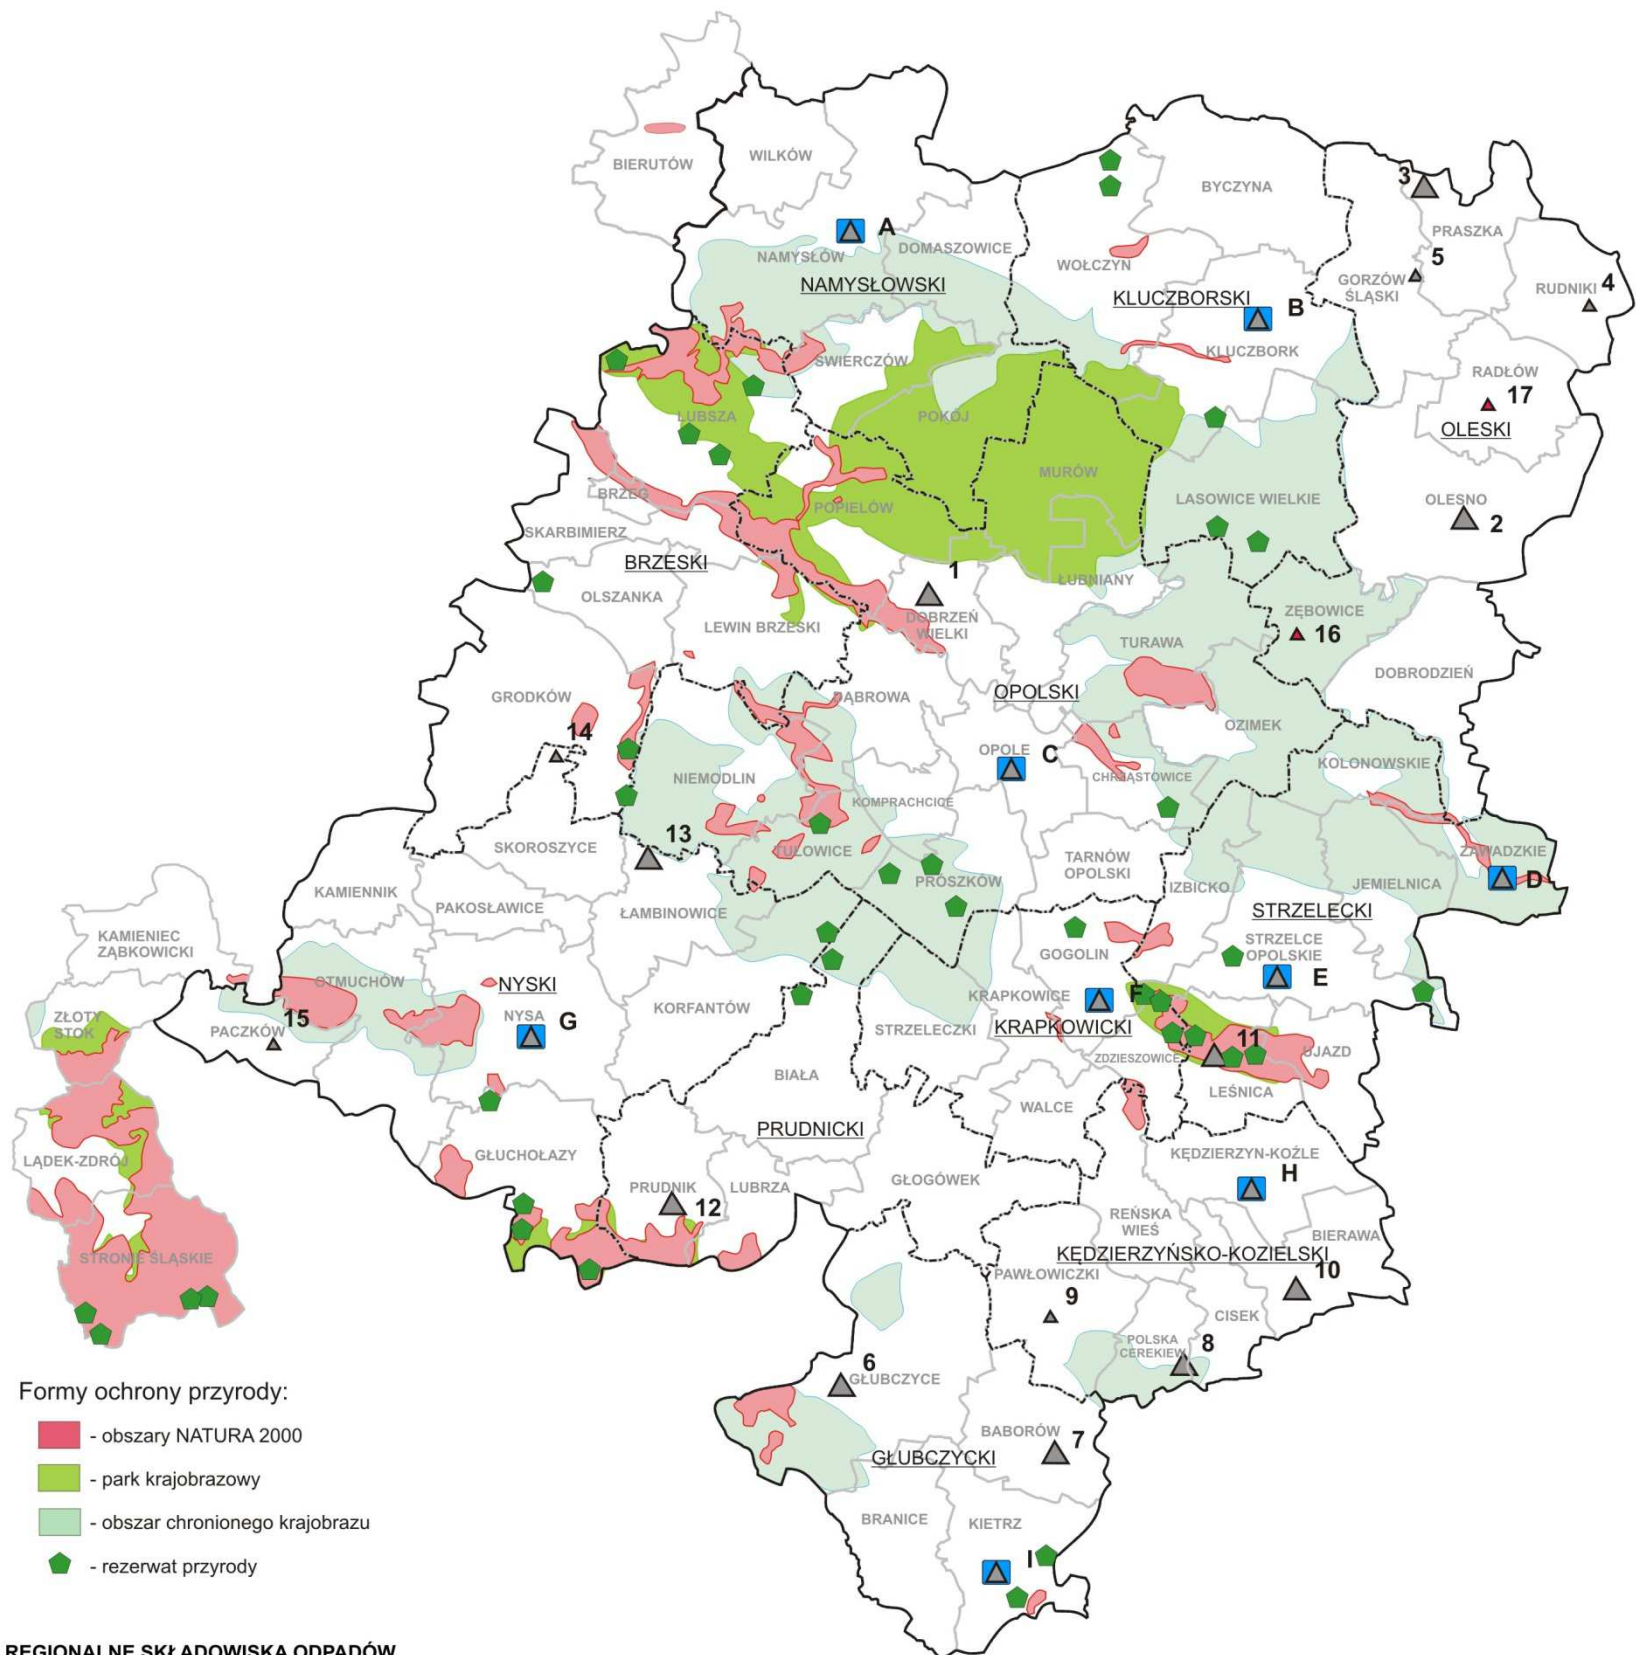 BIERUTÓW
WILKÓW
BYCZYNA
3
PRASZKA
A
NAMYSŁÓW
DOMASZOWICE
WOŁCZYN
5
GORZÓW
ŚLĄSKI
RUDNIKI
4
NAMYSŁOWSKI
KLUCZBORSKI
B
KLUCZBORK
ŚWIERCZÓW
RADŁÓW
17
OLESKI
LUBSZA
POKÓJ
MURÓW
LASOWICE WIELKIE
OLESNO
2
BRZEG
POPIELÓW
SKARBIMIERZ
BRZESKI
1
ŁUBNIANY
OLSZANKA
LEWIN BRZESKI
DOBRZEŃ
WIELKI
ZĘBOWICE
16
TURAWA
DOBRODZIEŃ
GRODKÓW
DĄBROWA
OPOLSKI
OZIMEK
14
OPOLE
C
KOLONOWSKIE
NIEMODLIN
CHRZĄSTOWICE
KOMPRACHCICE
13
SKOROSZYCE
TUŁOWICE
TARNÓW
OPOLSKI
ZAWADZKIE
KAMIENNIK
PAKOSŁAWICE
ŁAMBINOWICE
PRÓSZKÓW
IZBICKO
JEMIELNICA
D
STRZELECKI
KAMIENIEC
ZĄBKOWICKI
GOGOLIN
STRZELCE
OPOLSKIE
E
OTMUCHÓW
NYSKI
KORFANTÓW
KRAPKOWICE
F
ZŁOTY
STOK
PACZKÓW
15
NYSA
G
STRZELECZKI
KRAPKOWICKI
11
ZDZIESZOWICE
UJAZD
BIAŁA
WALCE
LEŚNICA
PRUDNICKI
LĄDEK-ZDRÓJ
GŁUCHOŁAZY
KĘDZIERZYN-KOŹLE
H
PRUDNIK
12
LUBRZA
GŁOGÓWEK
REŃSKA
WIEŚ
BIERAWA
STRONIE ŚLĄSKIE
KĘDZIERZYŃSKO-KOZIELSKI
PAWŁOWICZKI
9
10
CISEK
POLSKA
CEREKIEW
8
6
GŁUBCZYCE
Formy ochrony przyrody:
- obszary NATURA 2000
- park krajobrazowy
- obszar chronionego krajobrazu
- rezerwat przyrody
BABORÓW
7
GŁUBCZYCKI
BRANICE
KIETRZ
I
REGIONALNE SKŁADOWISKA ODPADÓW